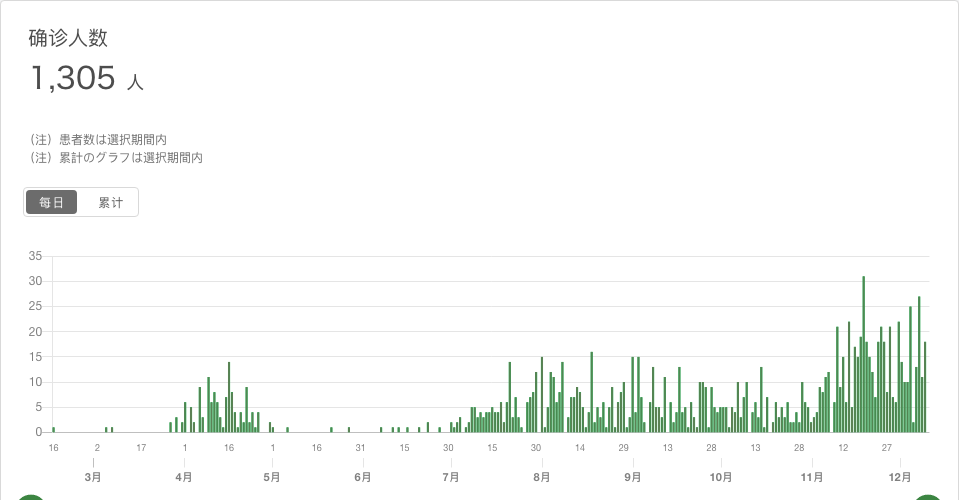 确诊人数
1,305 人
（注）患者数は選択期間内
（注）累計のグラフは選択期間内
每日 累计
35
30
25
20
15
10
5
0
16 2 17 1 16 1 16 31 15 30 15 30 14 29 13 28 13 28 12 27
3月 4月 5月 6月 7月 8月 9月 10月 11月 12月